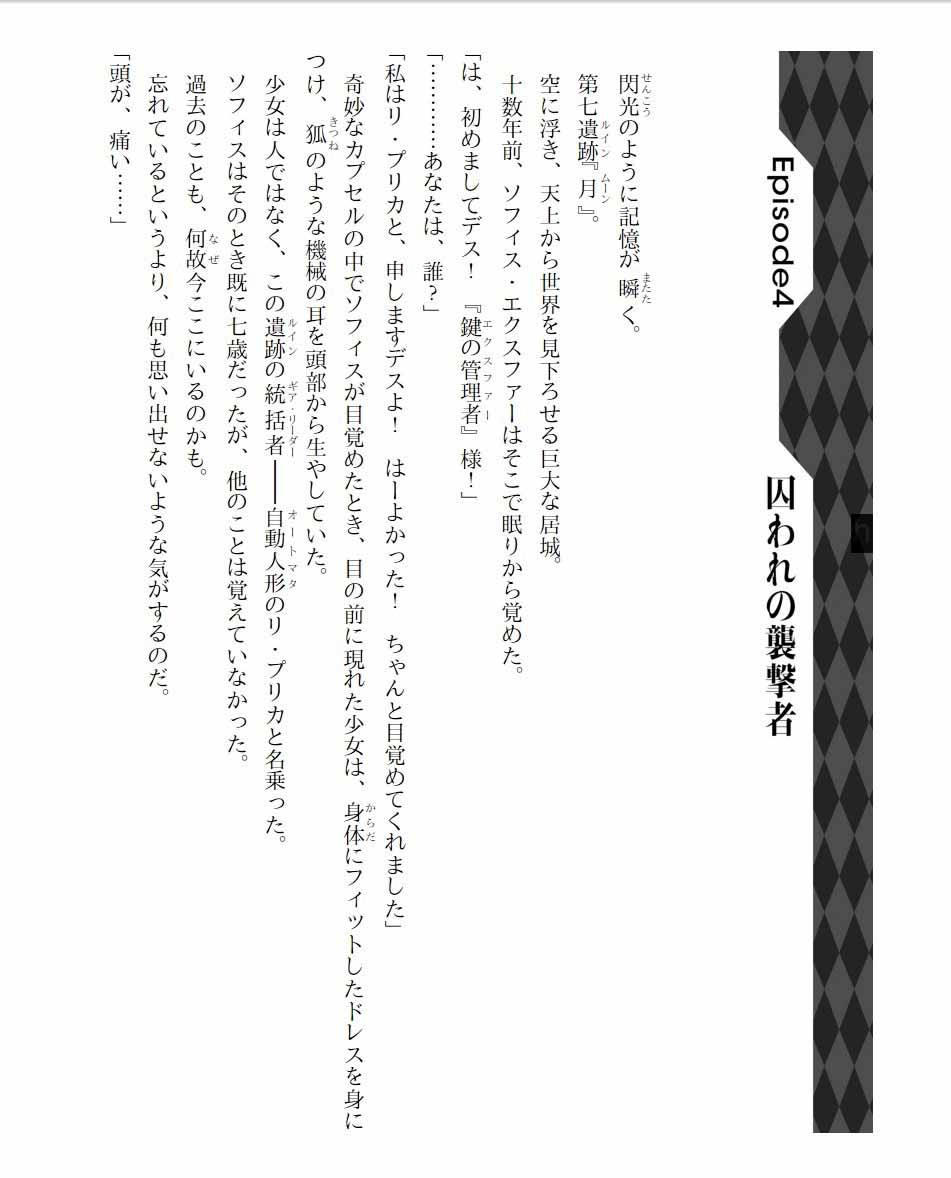 Episode4
囚われの襲撃者
閃光のように記憶が瞬く。
第七遺跡『月』。
空に浮き、天上から世界を見下ろせる巨大な居城。
十数年前、ソフィス・エクスファーはそこで眠りから覚めた。
「は、初めましてデス！　『鍵の管理者』様！」
「…………あなたは、誰？」
「私はリ・プリカと、申しますデスよ！　はーよかった！　ちゃんと目覚めてくれました」
奇妙なカプセルの中でソフィスが目覚めたとき、目の前に現れた少女は、身体にフィットしたドレスを身に
つけ、狐のような機械の耳を頭部から生やしていた。
少女は人ではなく、この遺跡の統括者――自動人形のリ・プリカと名乗った。
ソフィスはそのとき既に七歳だったが、他のことは覚えていなかった。
過去のことも、何故今ここにいるのかも。
忘れているというより、何も思い出せないような気がするのだ。
「頭が、痛い……」